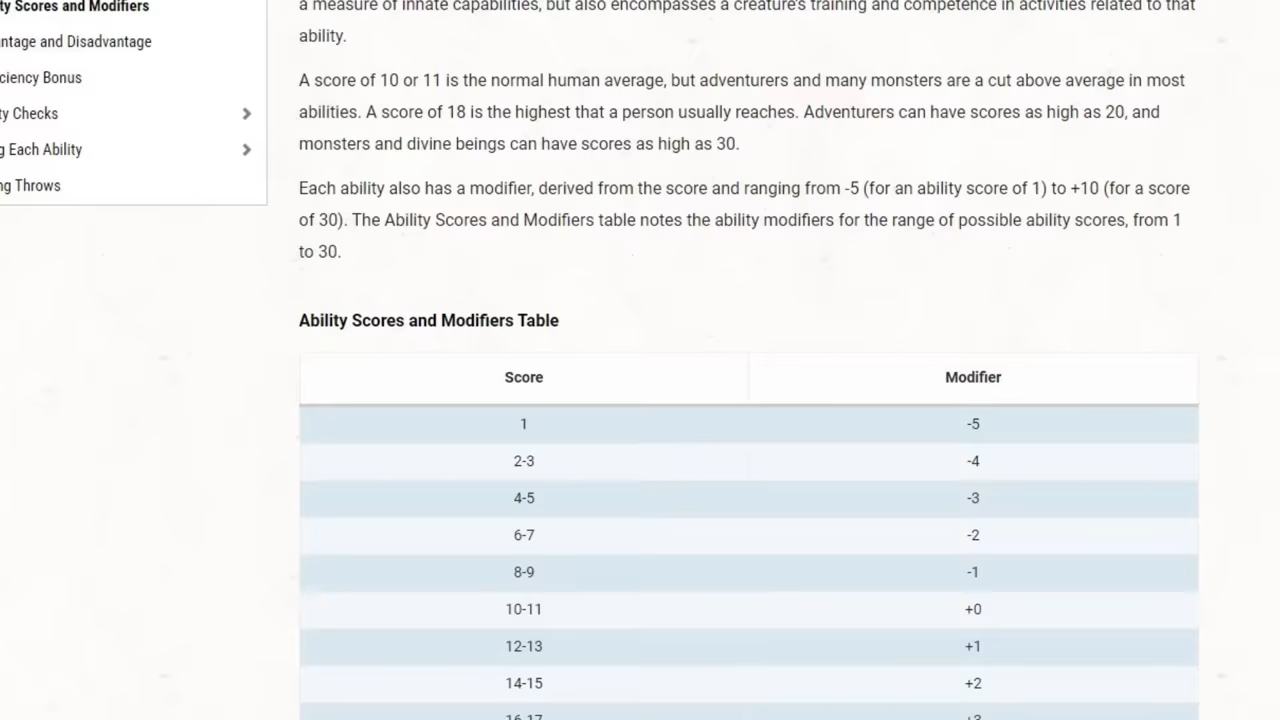 ty Scores and Modifiers
ntage and Disadvantage
ciency Bonus
ty Checks
g Each Ability
ng Throws
a measure of innate capabilities, but also encompasses a creature's training and competence in activities related to that
ability.
A score of 10 or 11 is the normal human average, but adventurers and many monsters are a cut above average in most
abilities. A score of 18 is the highest that a person usually reaches. Adventurers can have scores as high as 20, and
monsters and divine beings can have scores as high as 30.
Each ability also has a modifier, derived from the score and ranging from -5 (for an ability score of 1) to +10 (for a score
of 30). The Ability Scores and Modifiers table notes the ability modifiers for the range of possible ability scores, from 1
to 30.
Ability Scores and Modifiers Table
Score Modifier
1 -5
2-3 -4
4-5 -3
6-7 -2
8-9 -1
10-11 +0
12-13 +1
14-15 +2
16-17 +3